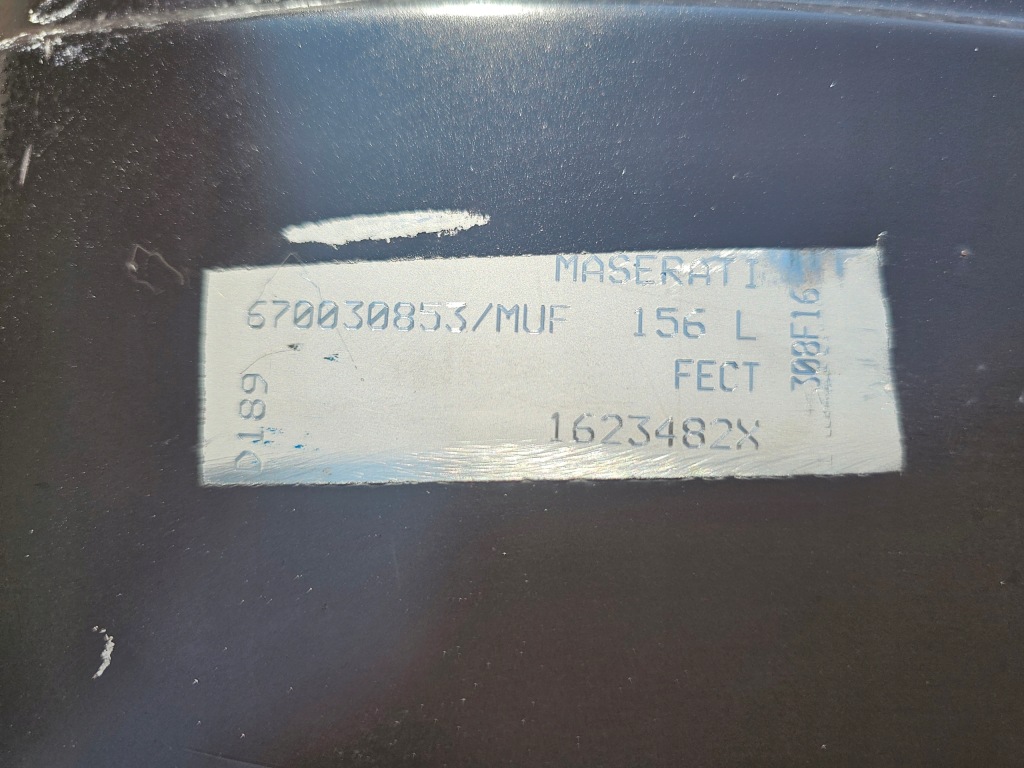 MASERATI
670030853/MUF 156 L
FECT
1623482X
D189
308F16